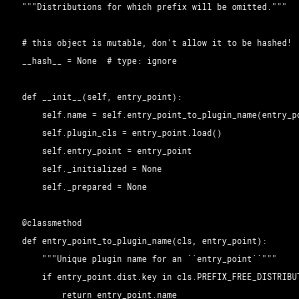 """Distributions for which prefix will be omitted."""
# this object is mutable, don't allow it to be hashed!
__hash__ = None  # type: ignore
def __init__(self, entry_point):
self.name = self.entry_point_to_plugin_name(entry_po
self.plugin_cls = entry_point.load()
self.entry_point = entry_point
self._initialized = None
self._prepared = None
@classmethod
def entry_point_to_plugin_name(cls, entry_point):
"""Unique plugin name for an ``entry_point``"""
if entry_point.dist.key in cls.PREFIX_FREE_DISTRIBUT
return entry_point.name